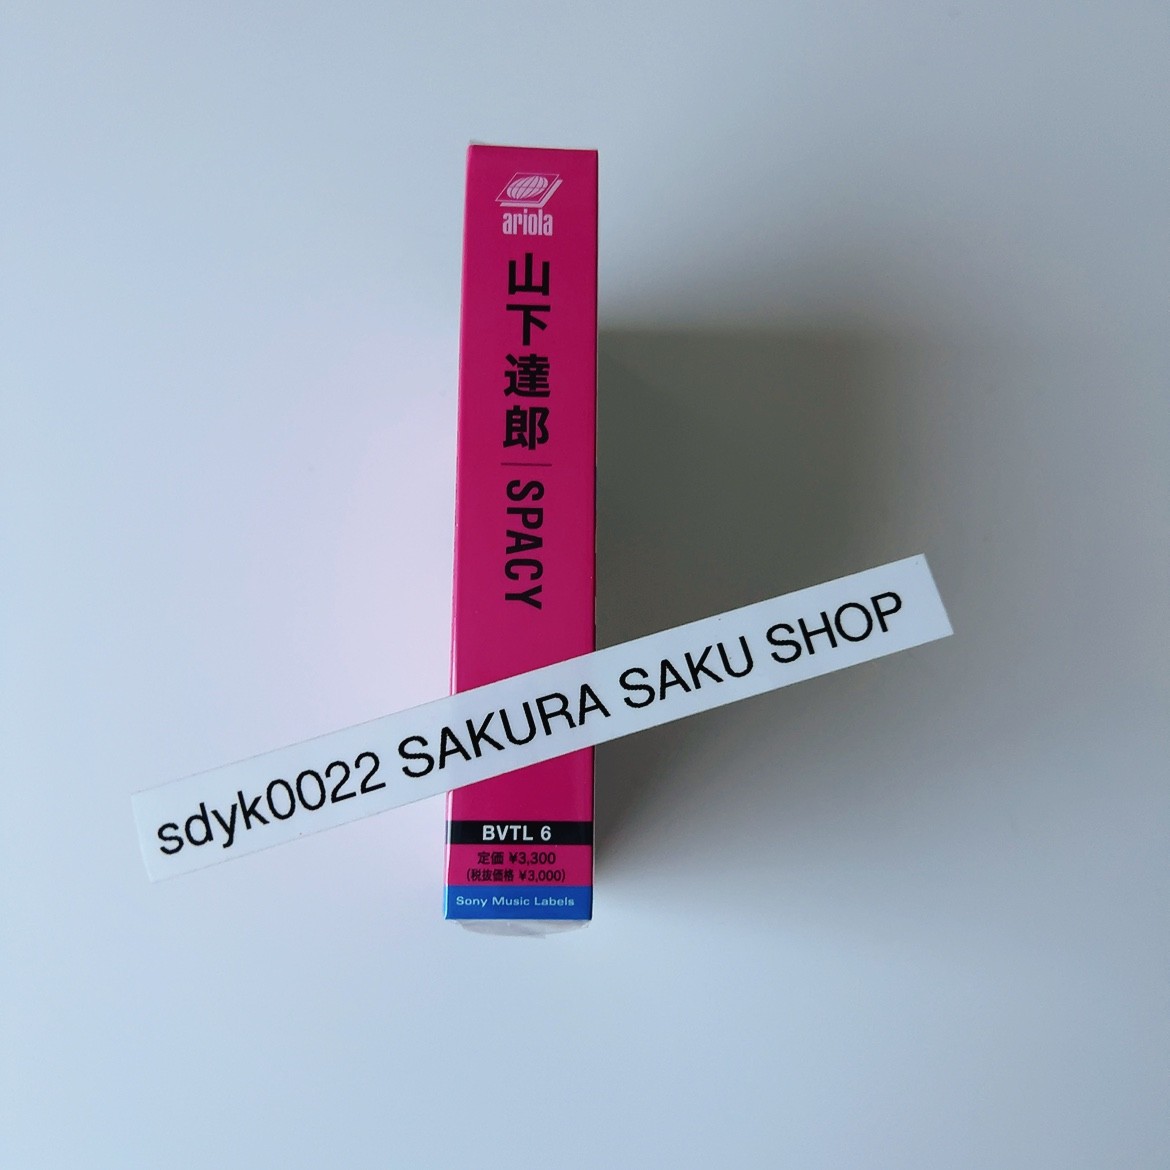 ariola
山下達郎
SPACY
sdyk0022 SAKURA SAKU SHOP
BVTL 6
定価 ¥3,300
(税抜価格 ¥3,000)
Sony Music Labels